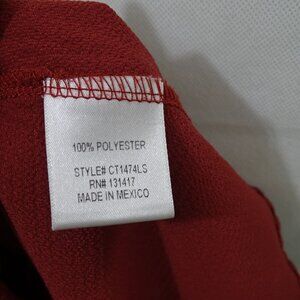 100% POLYESTER
STYLE# CT1474LS
RN# 131417
MADE IN MEXICO